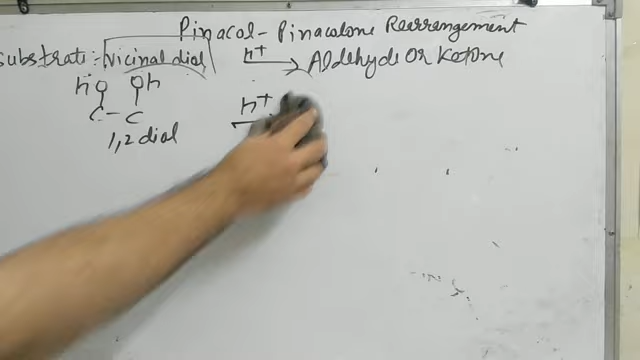 Pinacol-Pinacolone Rearrangement
Substrate:- Vicinal diol H+ → Aldehyde Or Ketone
HO OH
C-C
H+
1,2 diol